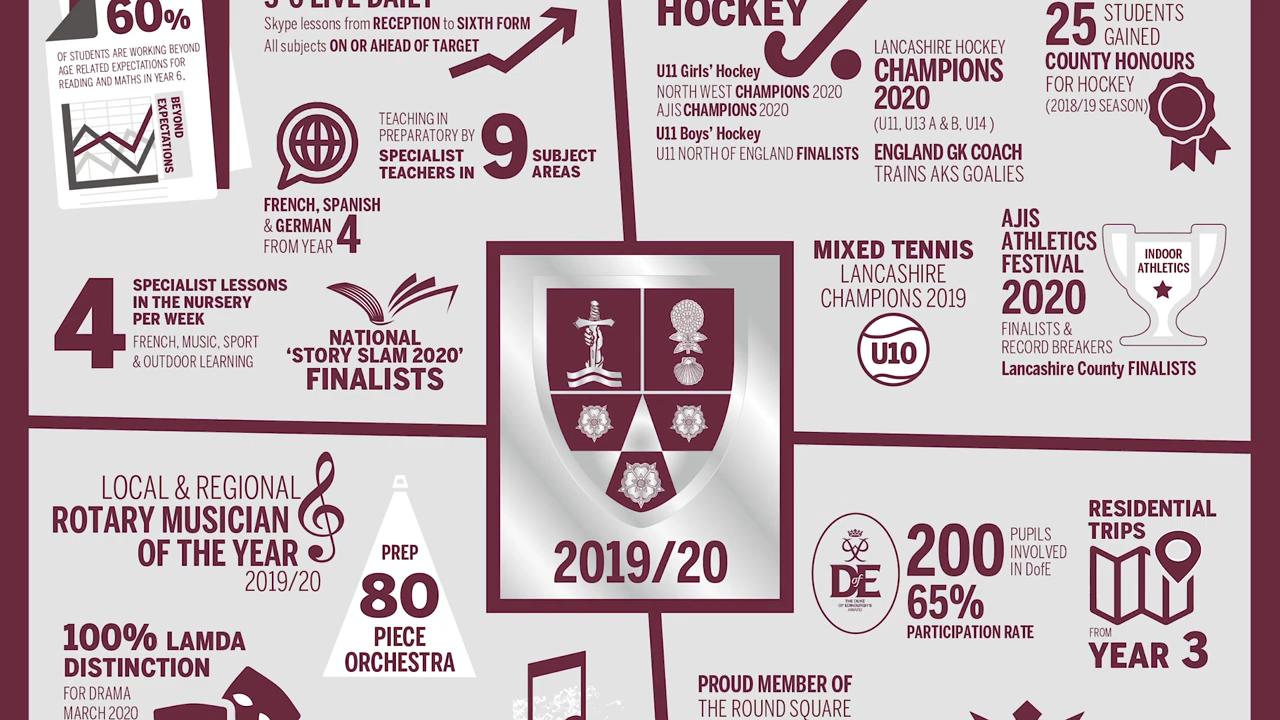 60%
OF STUDENTS ARE WORKING BEYOND
AGE RELATED EXPECTATIONS FOR
READING AND MATHS IN YEAR 6.
BEYOND
EXPECTATIONS
Skype lessons from RECEPTION to SIXTH FORM
All subjects ON OR AHEAD OF TARGET
TEACHING IN
PREPARATORY BY
SPECIALIST
TEACHERS IN
9
SUBJECT
AREAS
FRENCH, SPANISH
& GERMAN
FROM YEAR 4
4
SPECIALIST LESSONS
IN THE NURSERY
PER WEEK
FRENCH, MUSIC, SPORT
& OUTDOOR LEARNING
NATIONAL
‘STORY SLAM 2020’
FINALISTS
HOCKEY
U11 Girls’ Hockey
NORTH WEST CHAMPIONS 2020
AJIS CHAMPIONS 2020
U11 Boys’ Hockey
U11 NORTH OF ENGLAND FINALISTS
LANCASHIRE HOCKEY
CHAMPIONS
2020
(U11, U13 A & B, U14 )
ENGLAND GK COACH
TRAINS AKS GOALIES
25
STUDENTS
GAINED
COUNTY HONOURS
FOR HOCKEY
(2018/19 SEASON)
MIXED TENNIS
LANCASHIRE
CHAMPIONS 2019
U10
AJIS
ATHLETICS
FESTIVAL
2020
FINALISTS &
RECORD BREAKERS
Lancashire County FINALISTS
INDOOR
ATHLETICS
2019/20
LOCAL & REGIONAL
ROTARY MUSICIAN
OF THE YEAR
2019/20
PREP
80
PIECE
ORCHESTRA
100% LAMDA
DISTINCTION
FOR DRAMA
MARCH 2020
DofE
THE DUKE
OF EDINBURGH'S
AWARD
200
PUPILS
INVOLVED
IN DofE
65%
PARTICIPATION RATE
RESIDENTIAL
TRIPS
FROM
YEAR 3
PROUD MEMBER OF
THE ROUND SQUARE